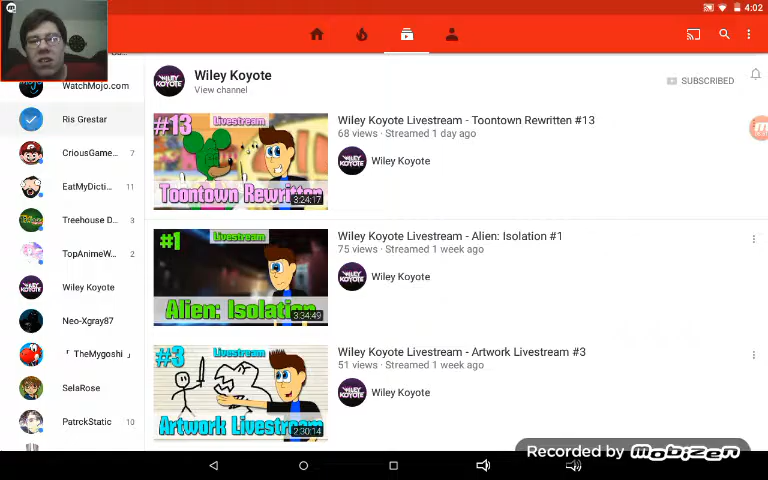 4:02
Wiley Koyote
View channel
SUBSCRIBED
WatchMojo.com
Ris Grestar
CriousGame... 7
EatMyDicti... 11
Treehouse D... 3
TopAnimeW... 2
Wiley Koyote
Neo-Xgray87
「 TheMygoshi 」
SelaRose
PatrckStatic 10
WILEY KOYOTE
#13 Livestream
Toontown Rewritten
3:24:17
Wiley Koyote Livestream - Toontown Rewritten #13
68 views · Streamed 1 day ago
Wiley Koyote
#1 Livestream
Alien: Isolation
3:34:49
Wiley Koyote Livestream - Alien: Isolation #1
75 views · Streamed 1 week ago
Wiley Koyote
#3 Livestream
Artwork Livestream
2:30:14
Wiley Koyote Livestream - Artwork Livestream #3
51 views · Streamed 1 week ago
Wiley Koyote
Recorded by mobizen